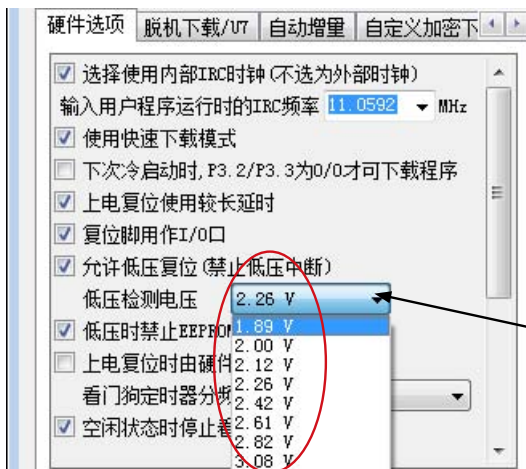 硬件选项 脱机下载/U7 自动增量 自定义加密下
选择使用内部IRC时钟(不选为外部时钟)
输入用户程序运行时的IRC频率 11.0592 MHz
使用快速下载模式
下次冷启动时,P3.2/P3.3为0/0才可下载程序
上电复位使用较长延时
复位脚用作I/O口
允许低压复位(禁止低压中断)
低压检测电压 2.26 V
低压时禁止EEPROM
1.89 V
2.00 V
上电复位时由硬件
2.12 V
2.26 V
看门狗定时器分频
2.42 V
2.61 V
空闲状态时停止看
2.82 V
3.08 V